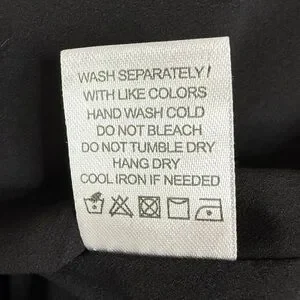 WASH SEPARATELY/
WITH LIKE COLORS
HAND WASH COLD
DO NOT BLEACH
DO NOT TUMBLE DRY
HANG DRY
COOL IRON IF NEEDED